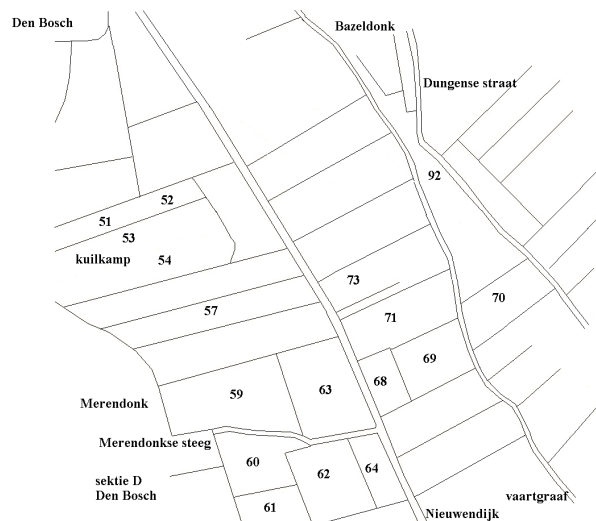 Den Bosch
Bazeldonk
Dungense straat
92
52
51
53
kuilkamp
54
73
57
70
71
69
68
63
59
Merendonk
Merendonkse steeg
60
62
64
sektie D
Den Bosch
61
vaartgraaf
Nieuwendijk